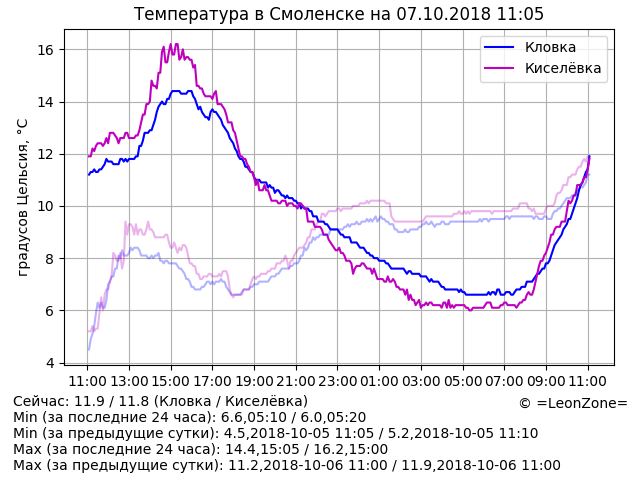 Температура в Смоленске на 07.10.2018 11:05
Кловка
Киселёвка
градусов Цельсия, °C
16
14
12
10
8
6
4
11:00 13:00 15:00 17:00 19:00 21:00 23:00 01:00 03:00 05:00 07:00 09:00 11:00
Сейчас: 11.9 / 11.8 (Кловка / Киселёвка)
© =LeonZone=
Min (за последние 24 часа): 6.6,05:10 / 6.0,05:20
Min (за предыдущие сутки): 4.5,2018-10-05 11:05 / 5.2,2018-10-05 11:10
Max (за последние 24 часа): 14.4,15:05 / 16.2,15:00
Max (за предыдущие сутки): 11.2,2018-10-06 11:00 / 11.9,2018-10-06 11:00